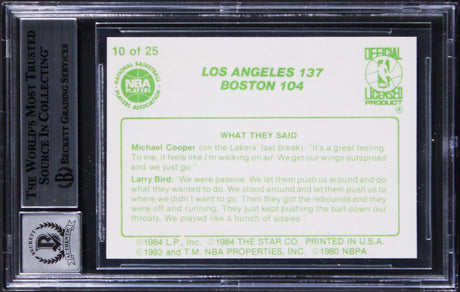 10 of 25
NATIONAL BASKETBALL
NBA
PLAYERS
PLAYERS ASSOCIATION
LOS ANGELES 137
BOSTON 104
OFFICIAL
NBA
LICENSED
PRODUCT
®
WHAT THEY SAID
Michael Cooper (on the Lakers' fast break): "It's a great feeling.
To me, it feels like I'm walking on air. We get our wings outspread
and we just go."
Larry Bird: "We were passive. We let them push us around and do
what they wanted to do. We stood around and let them push us
where we didn't want to go. Then they got the rebounds and they
were off and running. They just kept pushing the ball down our
throats. We played like a bunch of sissies.
©1984 L.P., Inc. ©1984 THE STAR CO. PRINTED IN U.S.A.
©1983 and T.M. NBA PROPERTIES, INC. ©1980 NBPA
THE WORLD'S MOST TRUSTED
SOURCE IN COLLECTING™
BECKETT GRADING SERVICES
BECKETT